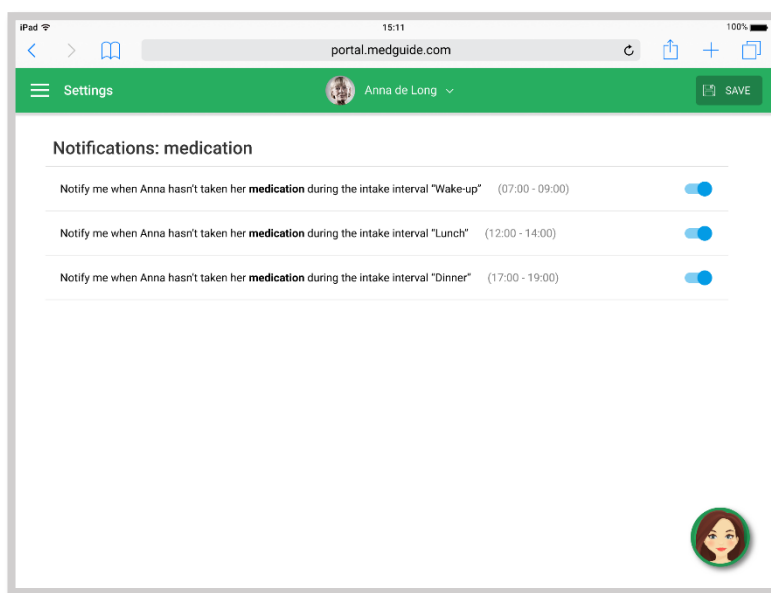 iPad 15:11 100%
portal.medguide.com
Settings Anna de Long SAVE
Notifications: medication
Notify me when Anna hasn't taken her medication during the intake interval "Wake-up" (07:00 - 09:00)
Notify me when Anna hasn't taken her medication during the intake interval "Lunch" (12:00 - 14:00)
Notify me when Anna hasn't taken her medication during the intake interval "Dinner" (17:00 - 19:00)